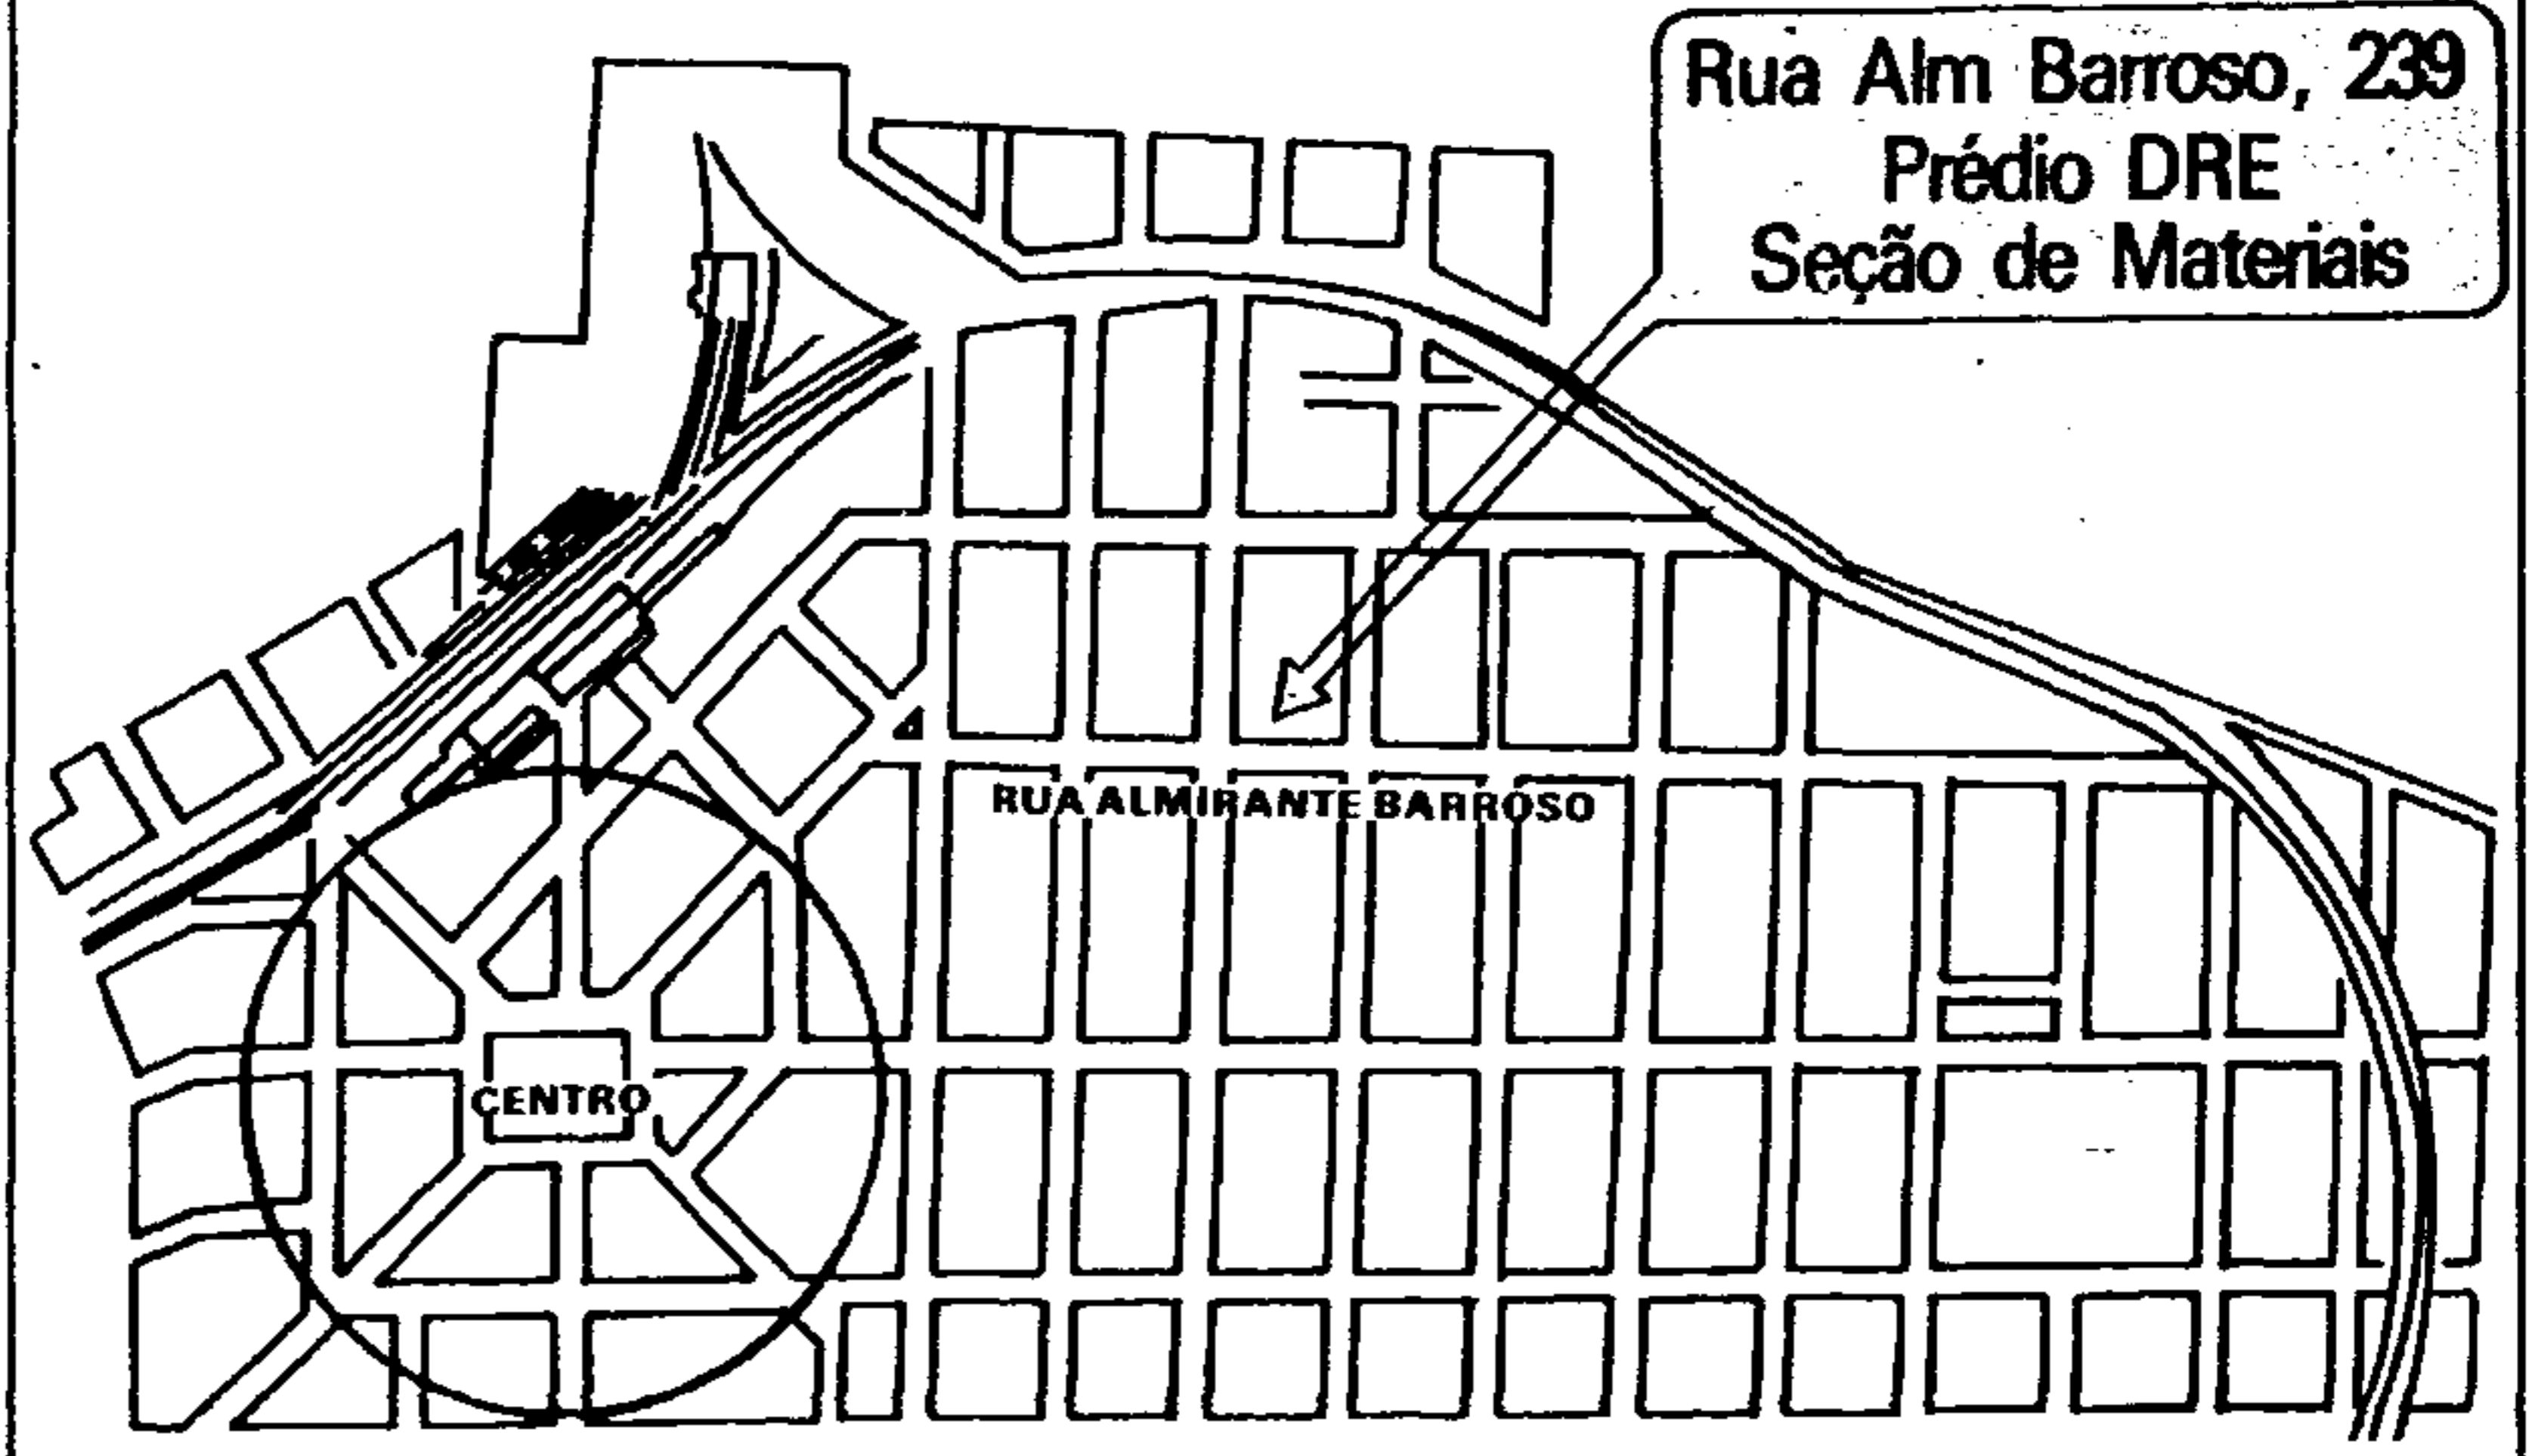 Rua Alm Barroso, 239
Prédio DRE
Seção de Materiais
RUA ALMIRANTE BARROSO
CENTRO